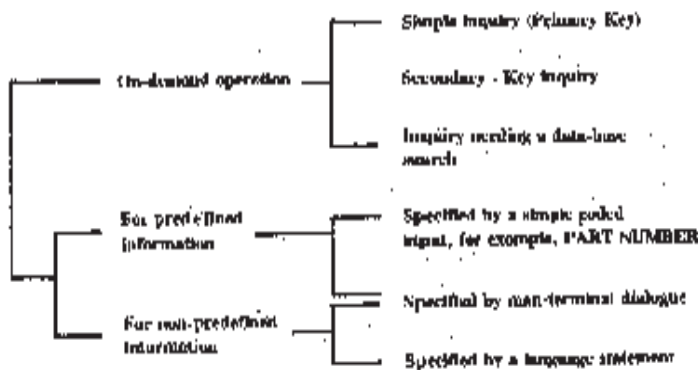 Simple inquiry (Primary Key)
On-demand operation
Secondary - Key inquiry
Inquiry needing a data-base
search
For predefined
information
Specified by a simple coded
input, for example, PART NUMBER
Specified by man-terminal dialogue
For non-predefined
information
Specified by a language statement